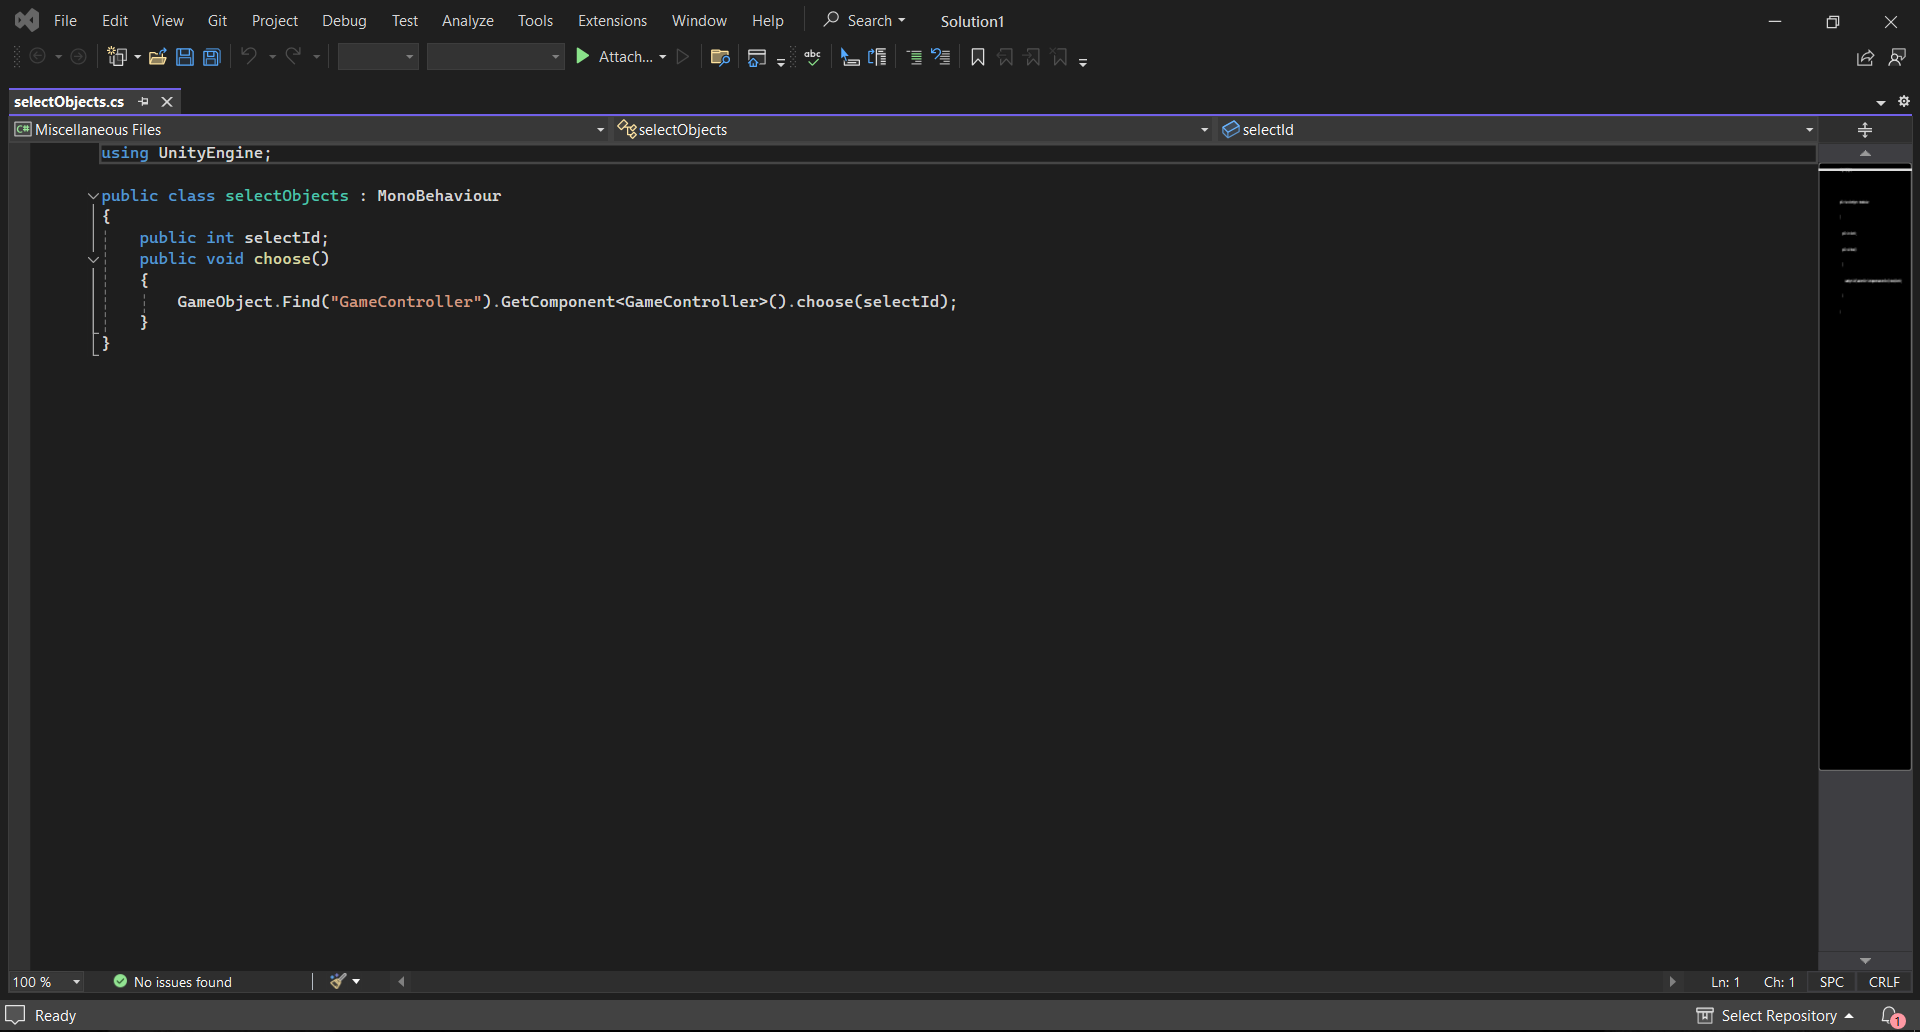 File Edit View Git Project Debug Test Analyze Tools Extensions Window Help Search Solution1
Attach...
abc
selectObjects.cs
C# Miscellaneous Files selectObjects selectId
using UnityEngine;
public class selectObjects : MonoBehaviour
{
public int selectId;
public void choose()
{
GameObject.Find("GameController").GetComponent<GameController>().choose(selectId);
}
}
100 % No issues found Ln: 1 Ch: 1 SPC CRLF
Ready Select Repository 1